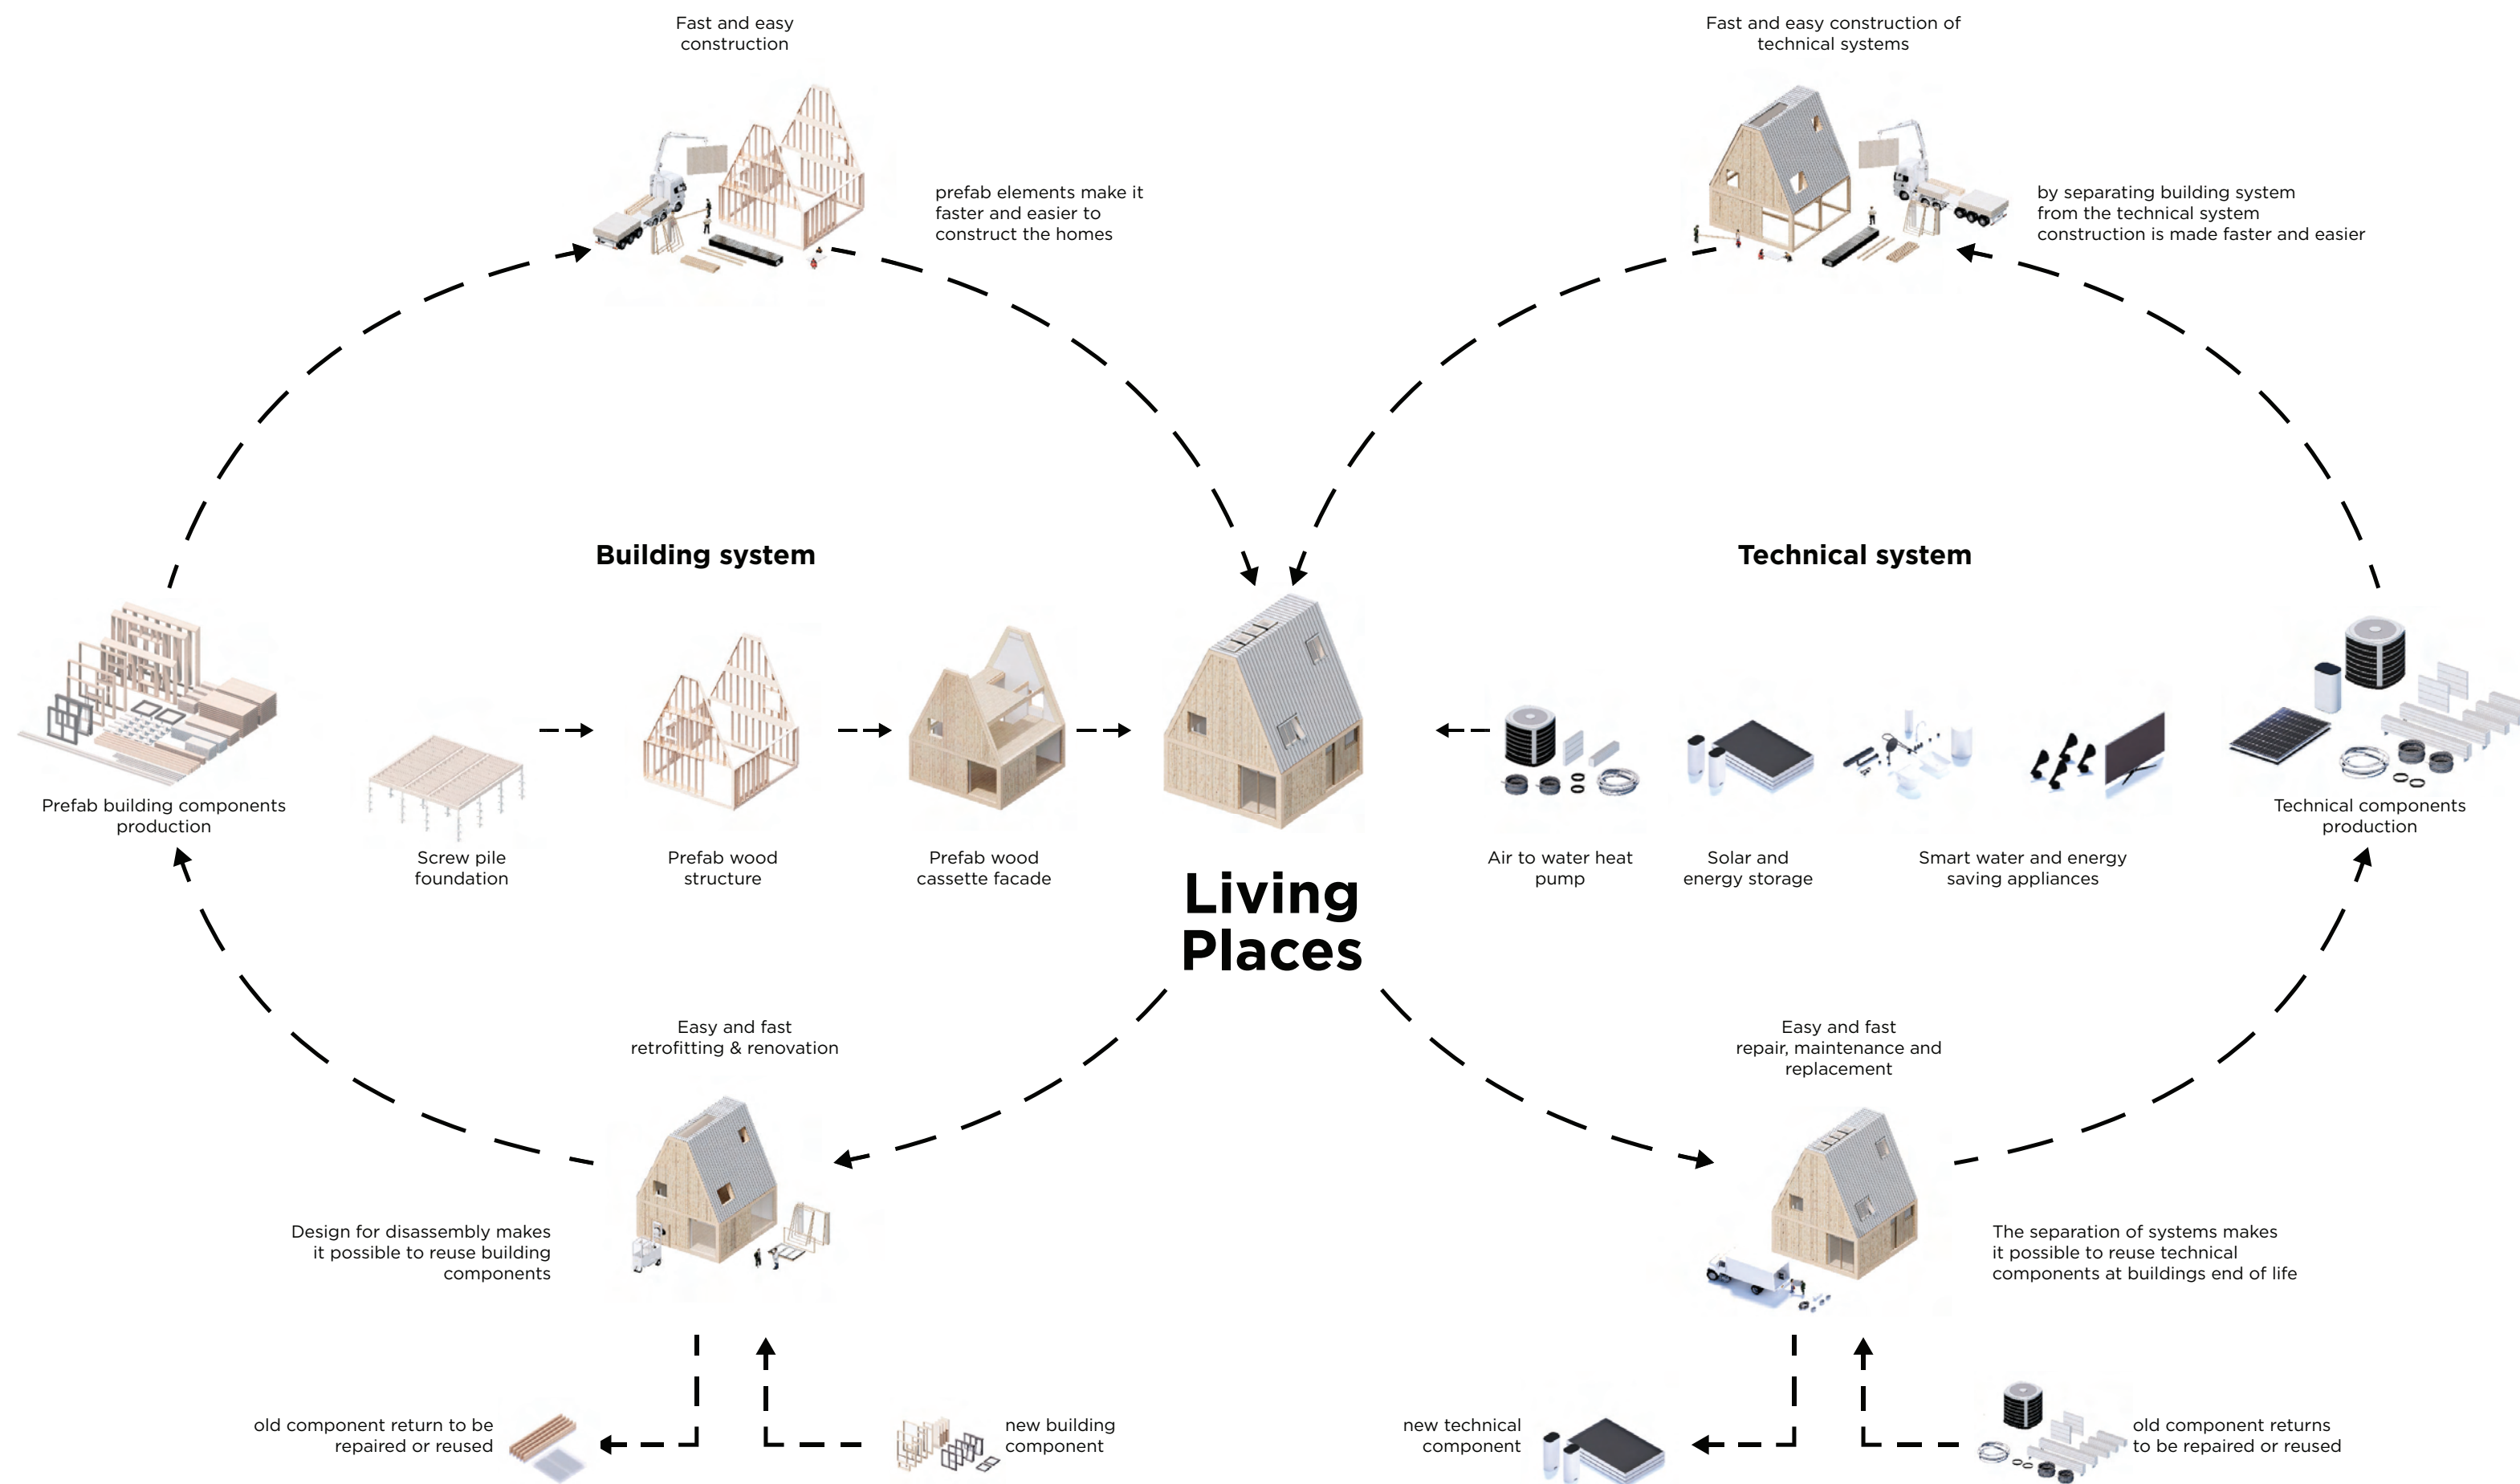 Fast and easy
construction
Fast and easy construction of
technical systems
prefab elements make it
faster and easier to
construct the homes
by separating building system
from the technical system
construction is made faster and easier
Building system
Technical system
Prefab building components
production
Technical components
production
Screw pile
foundation
Prefab wood
structure
Prefab wood
cassette facade
Air to water heat
pump
Solar and
energy storage
Smart water and energy
saving appliances
Living
Places
Easy and fast
retrofitting & renovation
Easy and fast
repair, maintenance and
replacement
Design for disassembly makes
it possible to reuse building
components
The separation of systems makes
it possible to reuse technical
components at buildings end of life
old component return to be
repaired or reused
new building
component
new technical
component
old component returns
to be repaired or reused